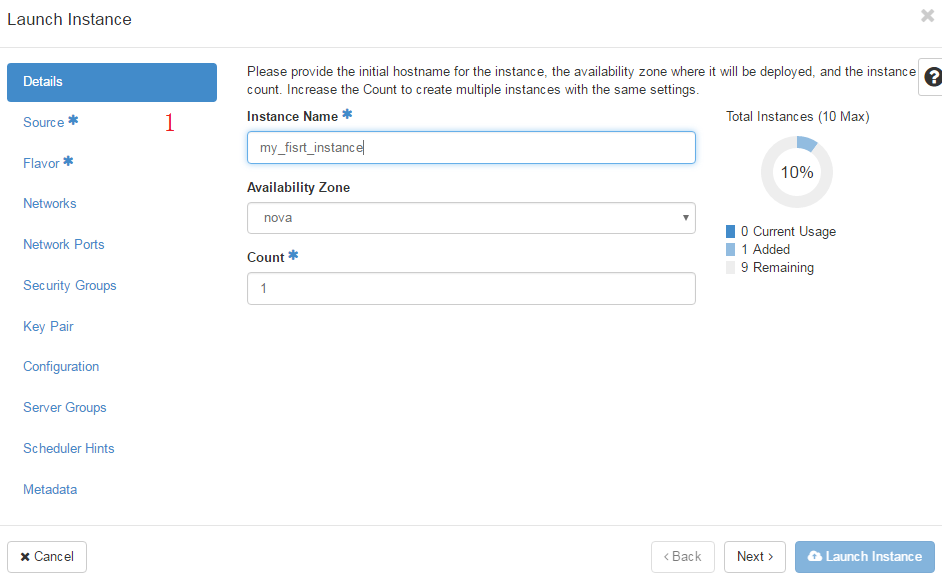 Launch Instance
Details
Source *
1
Flavor *
Networks
Network Ports
Security Groups
Key Pair
Configuration
Server Groups
Scheduler Hints
Metadata
Please provide the initial hostname for the instance, the availability zone where it will be deployed, and the instance
count. Increase the Count to create multiple instances with the same settings.
Instance Name *
my_fisrt_instance
Availability Zone
nova
Count *
1
Total Instances (10 Max)
10%
0 Current Usage
1 Added
9 Remaining
?
Cancel
< Back
Next >
Launch Instance